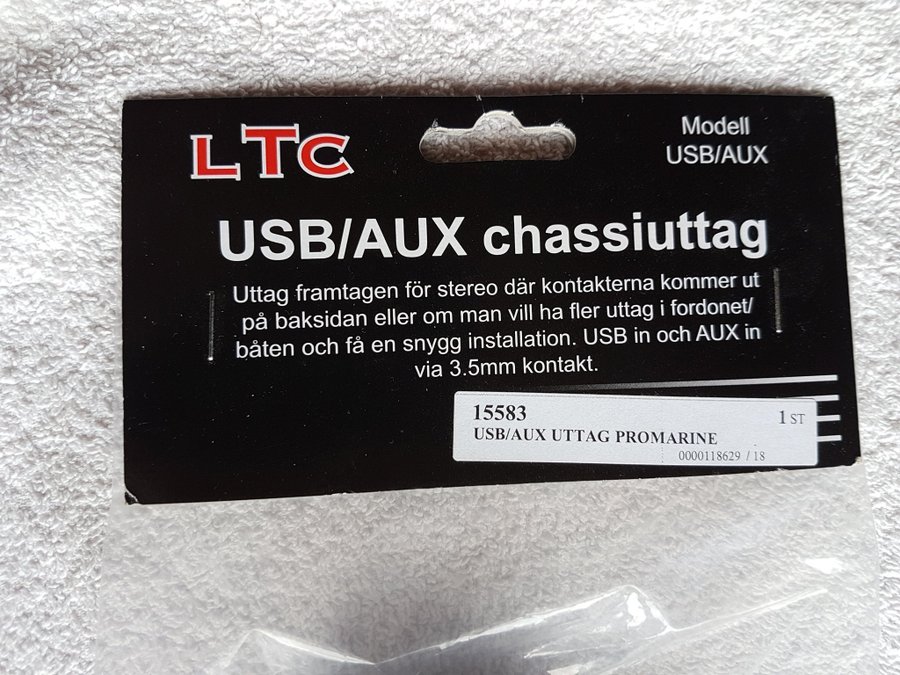 LTC
Modell
USB/AUX
USB/AUX chassiuttag
Uttag framtagen för stereo där kontakterna kommer ut
på baksidan eller om man vill ha fler uttag i fordonet/
båten och få en snygg installation. USB in och AUX in
via 3.5mm kontakt.
15583
1 ST
USB/AUX UTTAG PROMARINE
0000118629 / 18